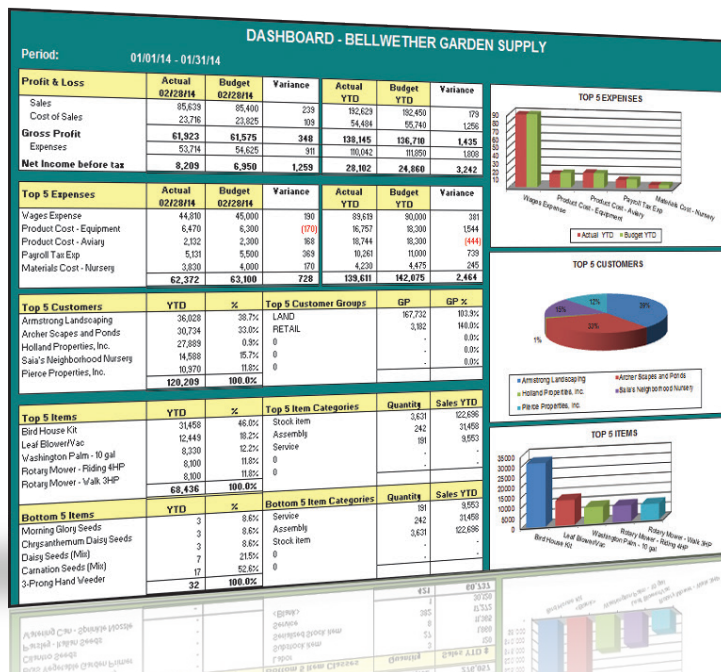 DASHBOARD - BELLWETHER GARDEN SUPPLY
Period: 01/01/14 - 01/31/14
Profit & Loss Actual 02/28/14 Budget 02/28/14 Variance Actual YTD Budget YTD Variance
Sales 85,639 85,400 239 192,629 192,450 179
Cost of Sales 23,716 23,825 109 54,484 55,740 1,256
Gross Profit 61,923 61,575 348 138,145 136,710 1,435
Expenses 53,714 54,625 911 110,042 111,850 1,808
Net Income before tax 8,209 6,950 1,259 28,102 24,860 3,242
Top 5 Expenses Actual 02/28/14 Budget 02/28/14 Variance Actual YTD Budget YTD Variance
Wages Expense 44,810 45,000 190 89,619 90,000 381
Product Cost - Equipment 6,470 6,300 (170) 16,757 18,300 1,544
Product Cost - Aviary 2,132 2,300 168 18,744 18,300 (444)
Payroll Tax Exp 5,131 5,500 369 10,261 11,000 739
Materials Cost - Nursery 3,830 4,000 170 4,230 4,475 245
62,372 63,100 728 139,611 142,075 2,464
Top 5 Customers YTD % Top 5 Customer Groups GP GP %
Armstrong Landscaping 36,028 38.7% LAND 167,732 103.9%
Archer Scapes and Ponds 30,734 33.0% RETAIL 3,182 148.0%
Holland Properties, Inc. 27,889 0.9% 0 - 0.0%
Saia's Neighborhood Nursery 14,588 15.7% 0 - 0.0%
Pierce Properties, Inc. 10,970 11.8% 0 - 0.0%
120,209 100.0%
Top 5 Items YTD % Top 5 Item Categories Quantity Sales YTD
Bird House Kit 31,458 46.0% Stock item 3,631 122,696
Leaf Blower/Vac 12,449 18.2% Assembly 242 31,458
Washington Palm - 10 gal 8,330 12.2% Service 191 9,553
Rotary Mower - Riding 4HP 8,100 11.8% 0 - -
Rotary Mower - Walk 3HP 8,100 11.8% 0 - -
68,436 100.0%
Bottom 5 Items YTD % Bottom 5 Item Categories Quantity Sales YTD
Morning Glory Seeds 3 8.6% Service 191 9,553
Chrysanthemum Daisy Seeds 3 8.6% Assembly 242 31,458
Daisy Seeds (Mix) 3 8.6% Stock item 3,631 122,696
Carnation Seeds (Mix) 7 21.5% 0 - -
3-Prong Hand Weeder 17 52.6% 0 - -
32 100.0%
TOP 5 EXPENSES
90
80
70
60
50
40
30
20
10
Wages Expense
Product Cost - Equipment
Product Cost - Aviary
Payroll Tax Exp
Materials Cost - Nursery
Actual YTD Budget YTD
TOP 5 CUSTOMERS
12%
39%
33%
1%
Armstrong Landscaping Archer Scapes and Ponds
Holland Properties, Inc. Saia's Neighborhood Nursery
Pierce Properties, Inc.
TOP 5 ITEMS
35000
30000
25000
20000
15000
10000
5000
0
Bird House Kit
Leaf Blower/Vac
Washington Palm - 10 gal
Rotary Mower - Riding 4HP
Rotary Mower - Walk 3HP